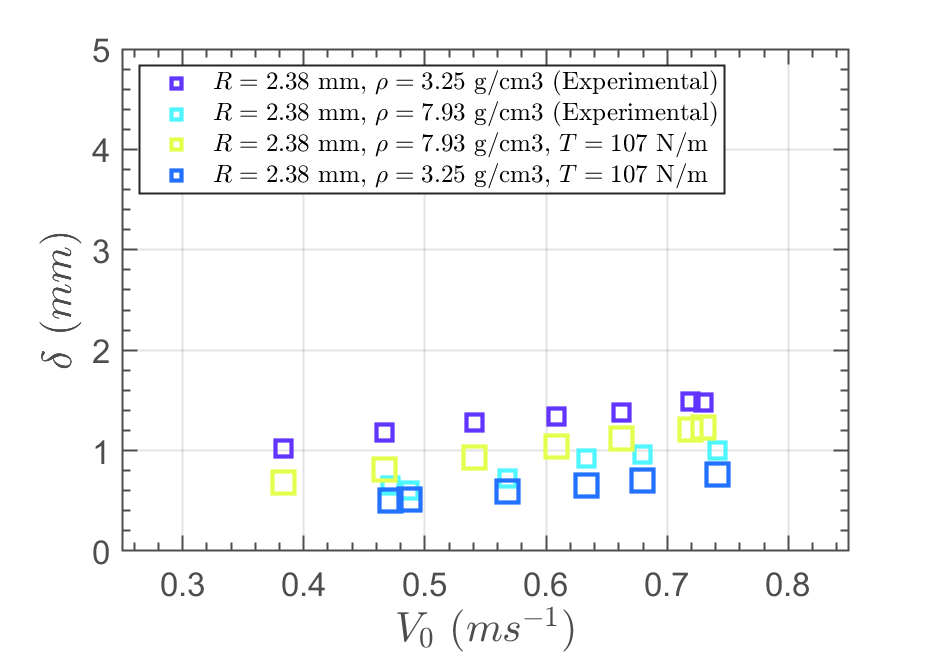 5
R = 2.38 mm, ρ = 3.25 g/cm3 (Experimental)
R = 2.38 mm, ρ = 7.93 g/cm3 (Experimental)
4
R = 2.38 mm, ρ = 7.93 g/cm3, T = 107 N/m
R = 2.38 mm, ρ = 3.25 g/cm3, T = 107 N/m
3
δ (mm)
2
1
0
0.3 0.4 0.5 0.6 0.7 0.8
V₀ (ms⁻¹)